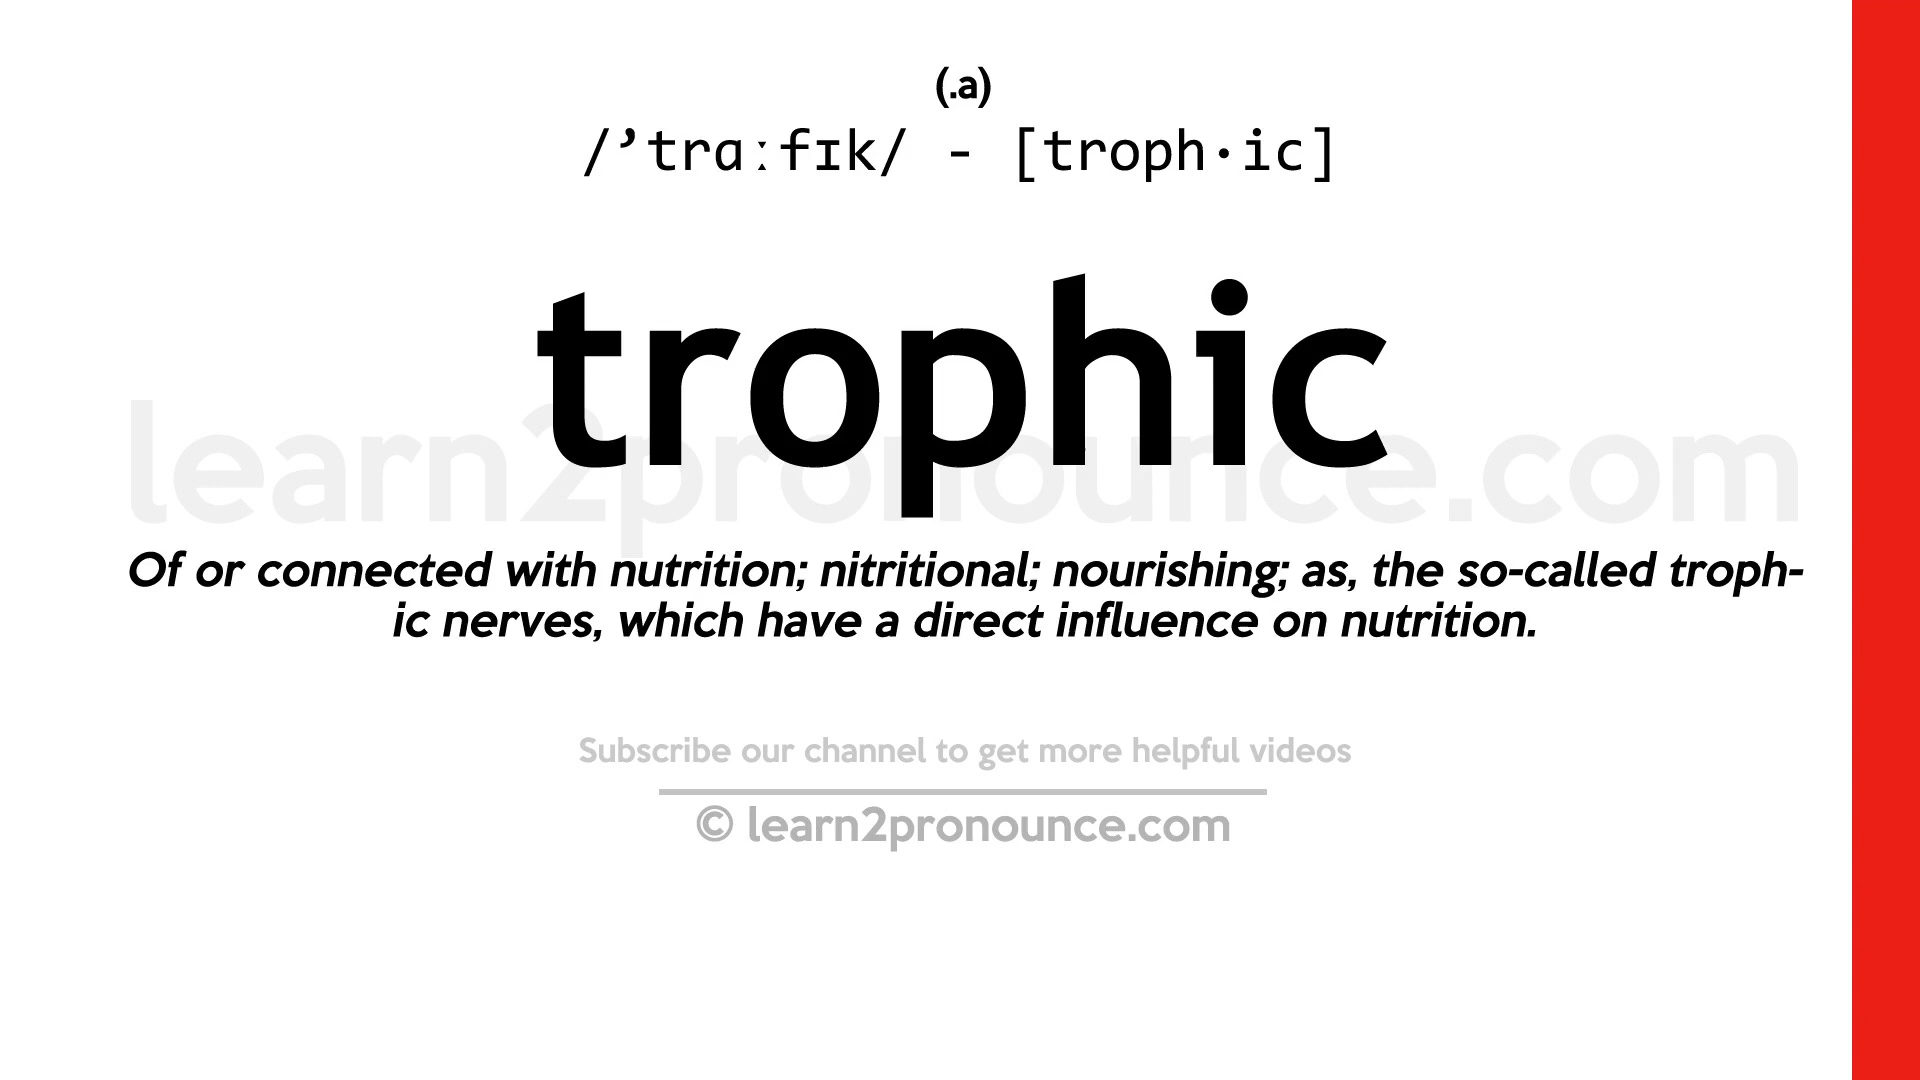 (.a)
/’trɑːfɪk/ - [troph·ic]
trophic
learn2pronounce.com
Of or connected with nutrition; nitritional; nourishing; as, the so-called troph-
ic nerves, which have a direct influence on nutrition.
Subscribe our channel to get more helpful videos
© learn2pronounce.com